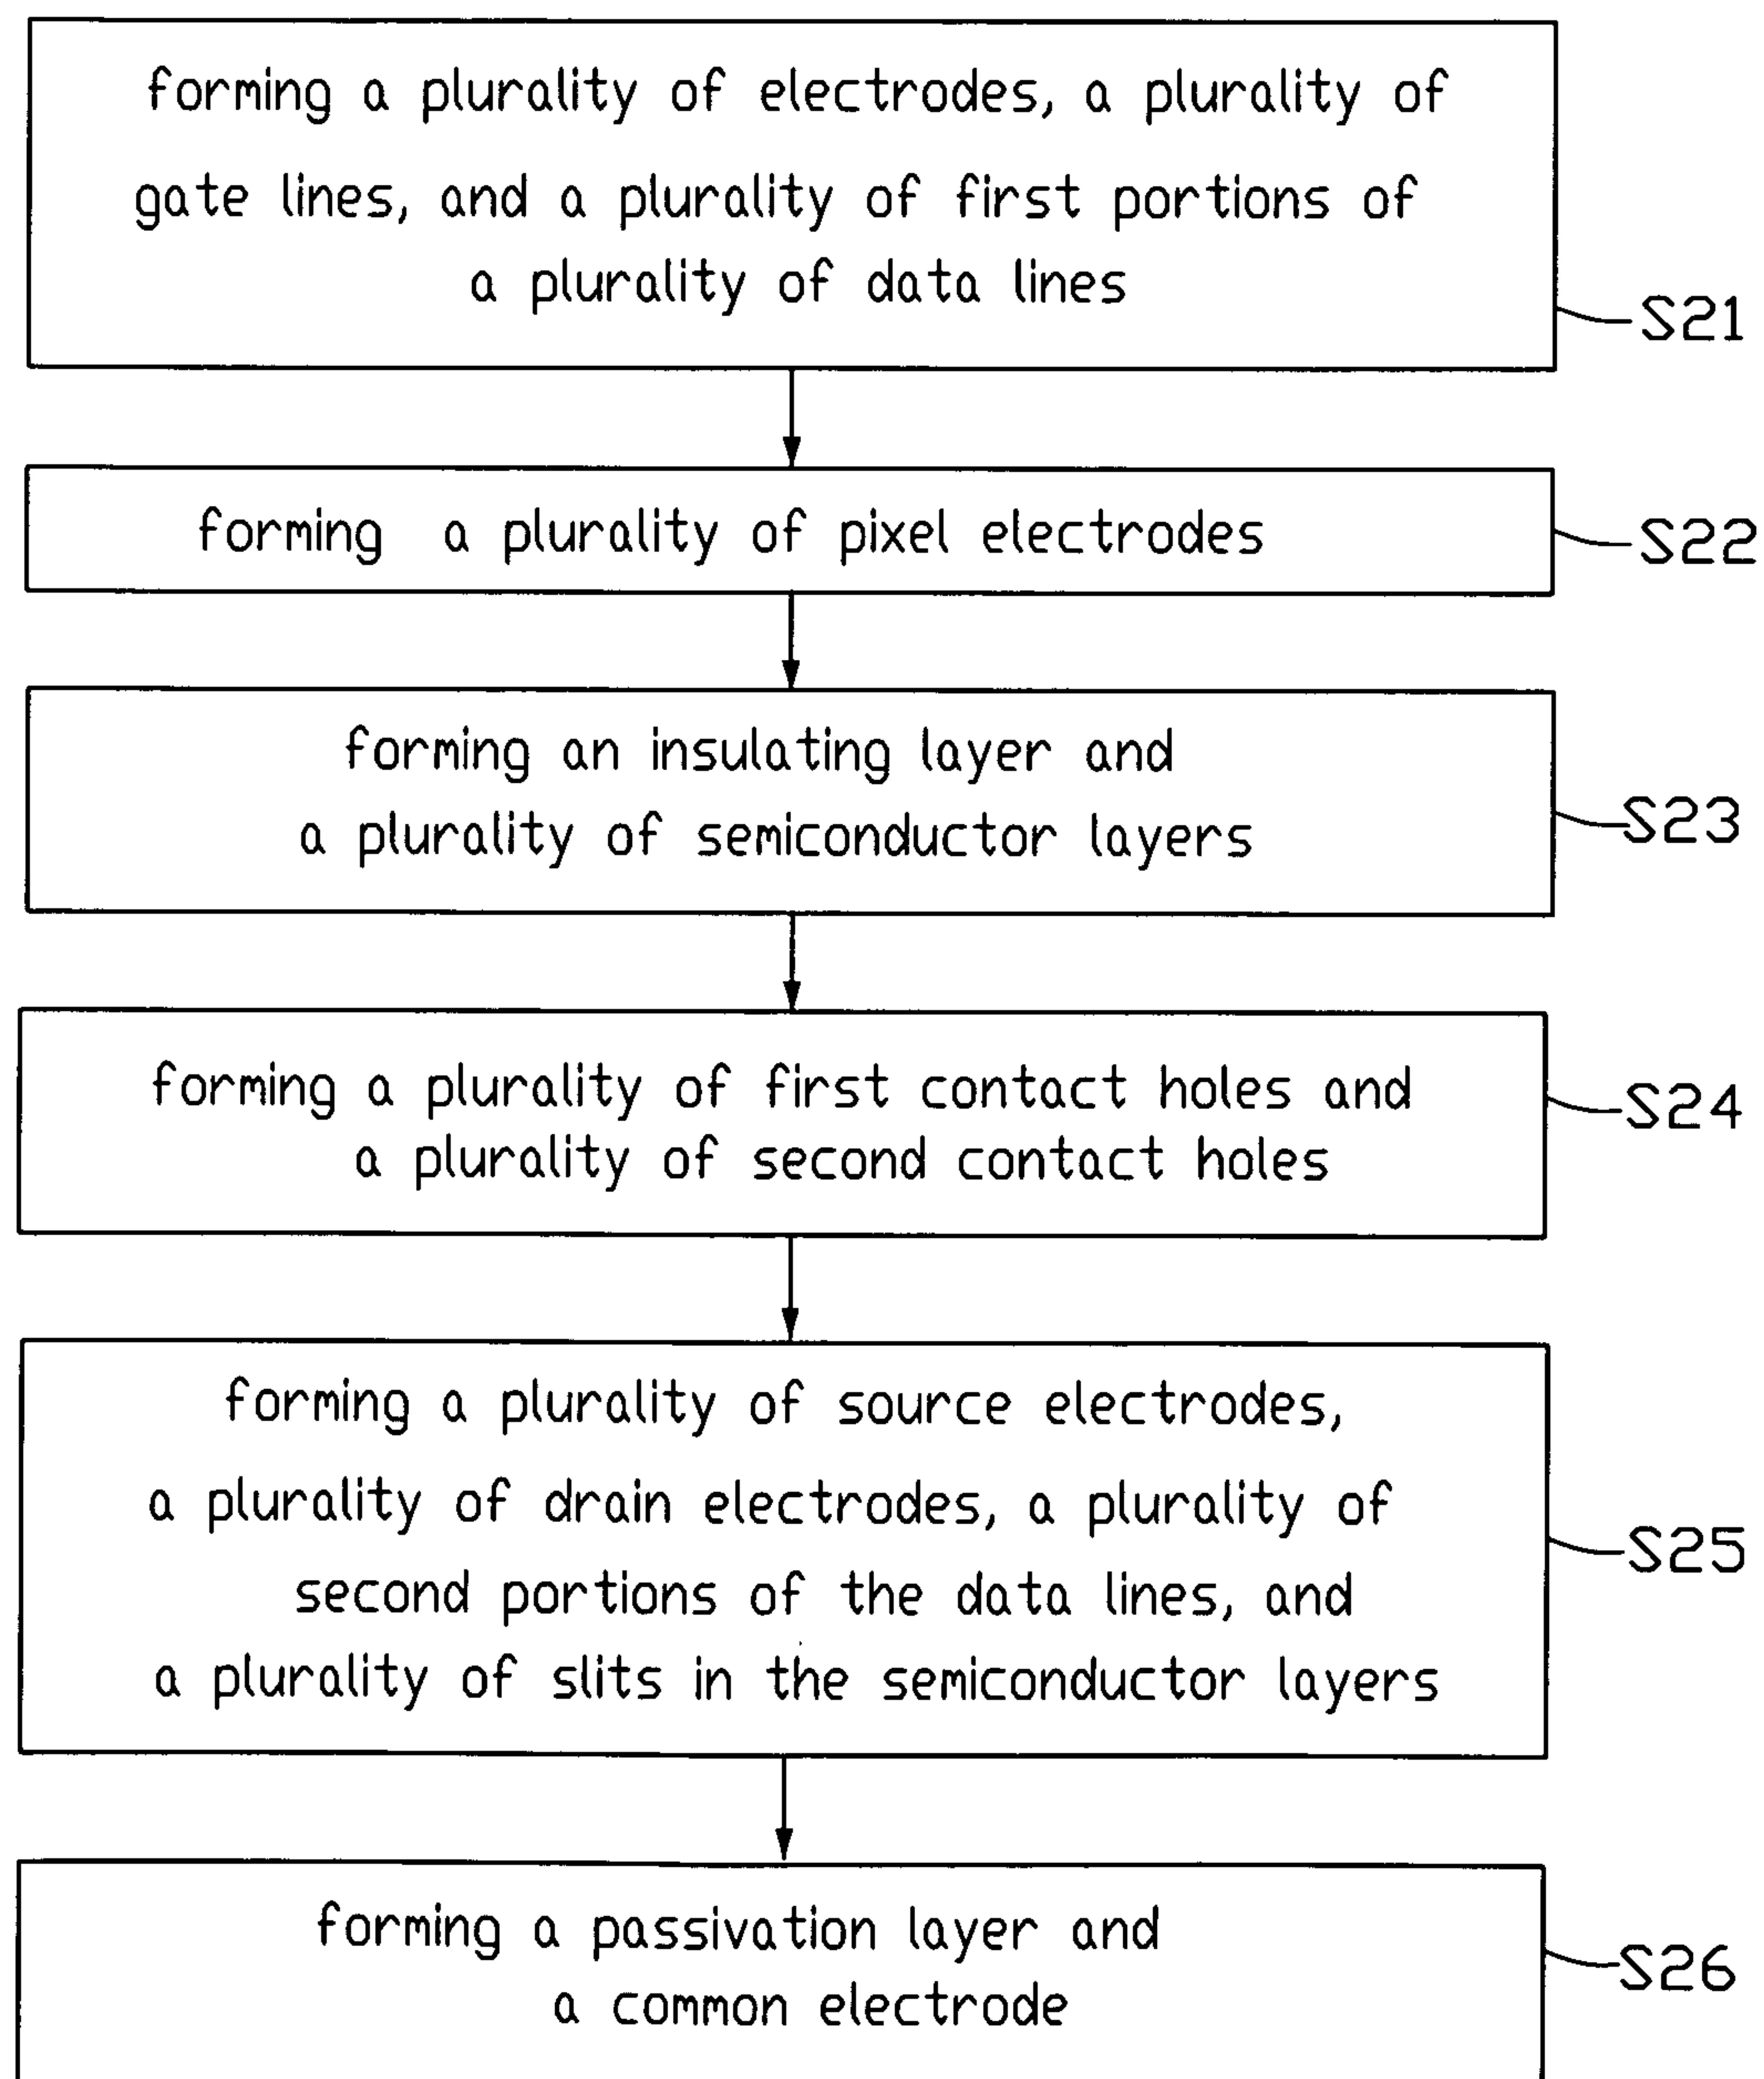 forming a plurality of electrodes, a plurality of
gate lines, and a plurality of first portions of
a plurality of data lines
S21
forming a plurality of pixel electrodes
S22
forming an insulating layer and
a plurality of semiconductor layers
S23
forming a plurality of first contact holes and
a plurality of second contact holes
S24
forming a plurality of source electrodes,
a plurality of drain electrodes, a plurality of
second portions of the data lines, and
a plurality of slits in the semiconductor layers
S25
forming a passivation layer and
a common electrode
S26